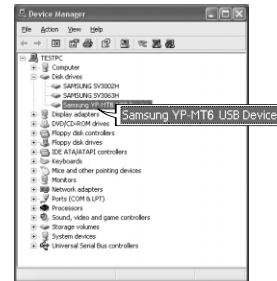 Device Manager
File Action View Help
TESTPC
Computer
Disk drives
SAMSUNG SV3002H
SAMSUNG SV3063H
Samsung YP-MT6
Samsung YP-MT6 USB Device
Display adapters
DVD/CD-ROM drives
Floppy disk controllers
Floppy disk drives
IDE ATA/ATAPI controllers
Keyboards
Mice and other pointing devices
Monitors
Network adapters
Ports (COM & LPT)
Processors
Sound, video and game controllers
Storage volumes
System devices
Universal Serial Bus controllers